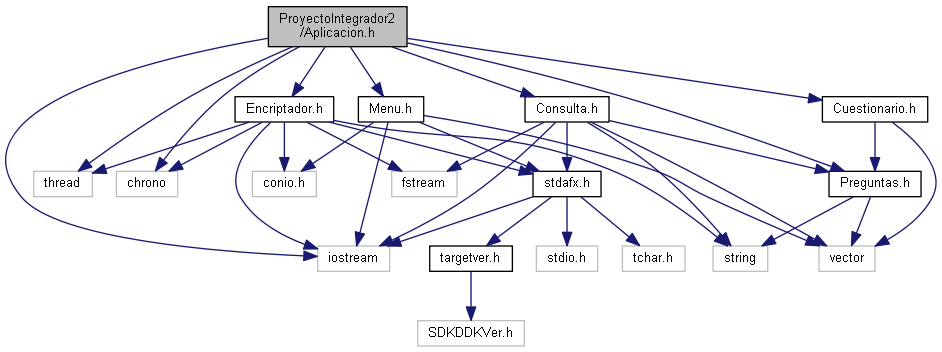 ProyectoIntegrador2
/Aplicacion.h
Encriptador.h
Menu.h
Consulta.h
Cuestionario.h
thread
chrono
conio.h
fstream
stdafx.h
Preguntas.h
iostream
targetver.h
stdio.h
tchar.h
string
vector
SDKDDKVer.h